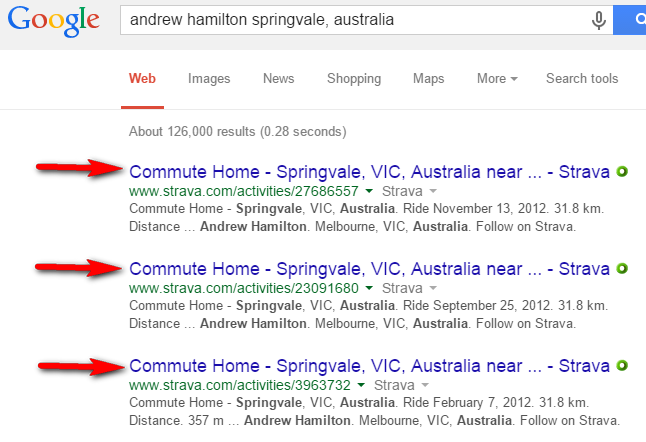 Google
andrew hamilton springvale, australia
Web Images News Shopping Maps More Search tools
About 126,000 results (0.28 seconds)
Commute Home - Springvale, VIC, Australia near ... - Strava
www.strava.com/activities/27686557 Strava
Commute Home - Springvale, VIC, Australia. Ride November 13, 2012. 31.8 km.
Distance ... Andrew Hamilton. Melbourne, VIC, Australia. Follow on Strava.
Commute Home - Springvale, VIC, Australia near ... - Strava
www.strava.com/activities/23091680 Strava
Commute Home - Springvale, VIC, Australia. Ride September 25, 2012. 31.8 km.
Distance ... Andrew Hamilton. Melbourne, VIC, Australia. Follow on Strava.
Commute Home - Springvale, VIC, Australia near ... - Strava
www.strava.com/activities/3963732 Strava
Commute Home - Springvale, VIC, Australia. Ride February 7, 2012. 31.8 km.
Distance. 357 m ... Andrew Hamilton. Melbourne, VIC, Australia. Follow on Strava.